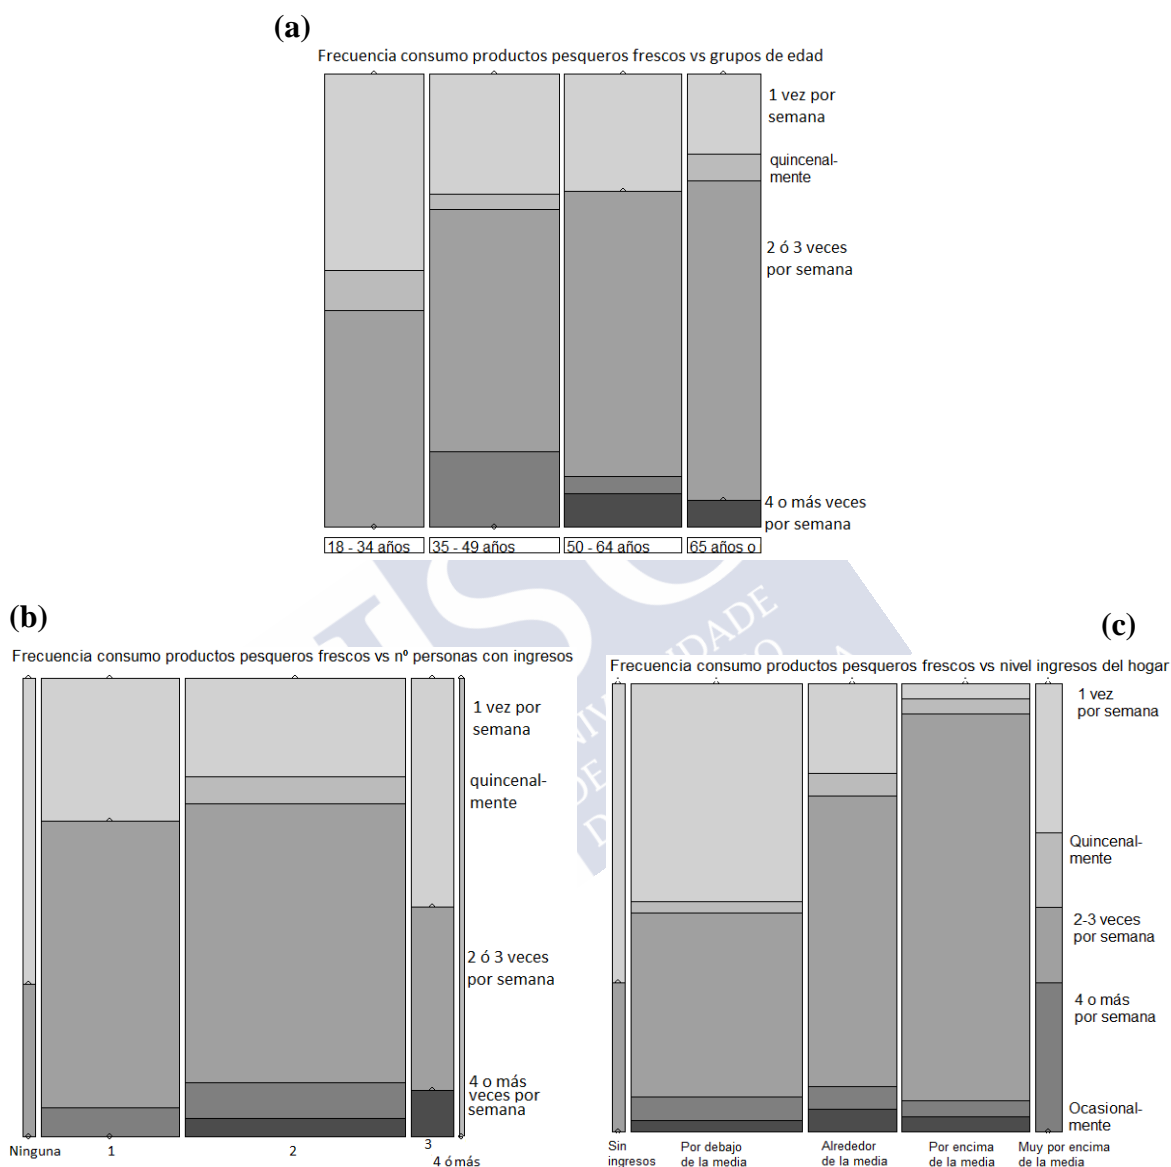 (a)
Frecuencia consumo productos pesqueros frescos vs grupos de edad
1 vez por
semana
quincenal-
mente
2 ó 3 veces
por semana
4 o más veces
por semana
18 - 34 años
35 - 49 años
50 - 64 años
65 años o
(b)
Frecuencia consumo productos pesqueros frescos vs nº personas con ingresos
1 vez por
semana
quincenal-
mente
2 ó 3 veces
por semana
4 o más
veces por
semana
Ninguna
1
2
3
4 ó más
(c)
Frecuencia consumo productos pesqueros frescos vs nivel ingresos del hogar
1 vez
por semana
Quincenal-
mente
2-3 veces
por semana
4 o más
por semana
Ocasional-
mente
Sin
ingresos
Por debajo
de la media
Alrededor
de la media
Por encima
de la media
Muy por encima
de la media